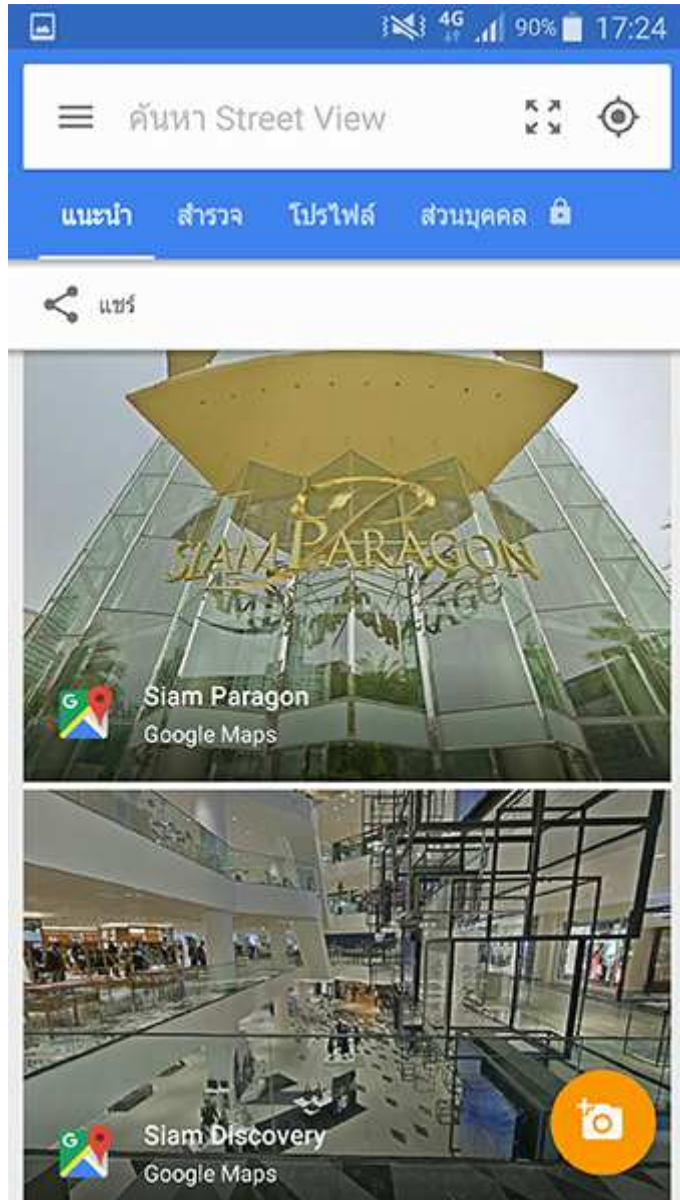 4G 90% 17:24
ค้นหา Street View
แนะนำ สำรวจ โปรไฟล์ ส่วนบุคคล
แชร์
SIAM PARAGON
Siam Paragon
Google Maps
Siam Discovery
Google Maps